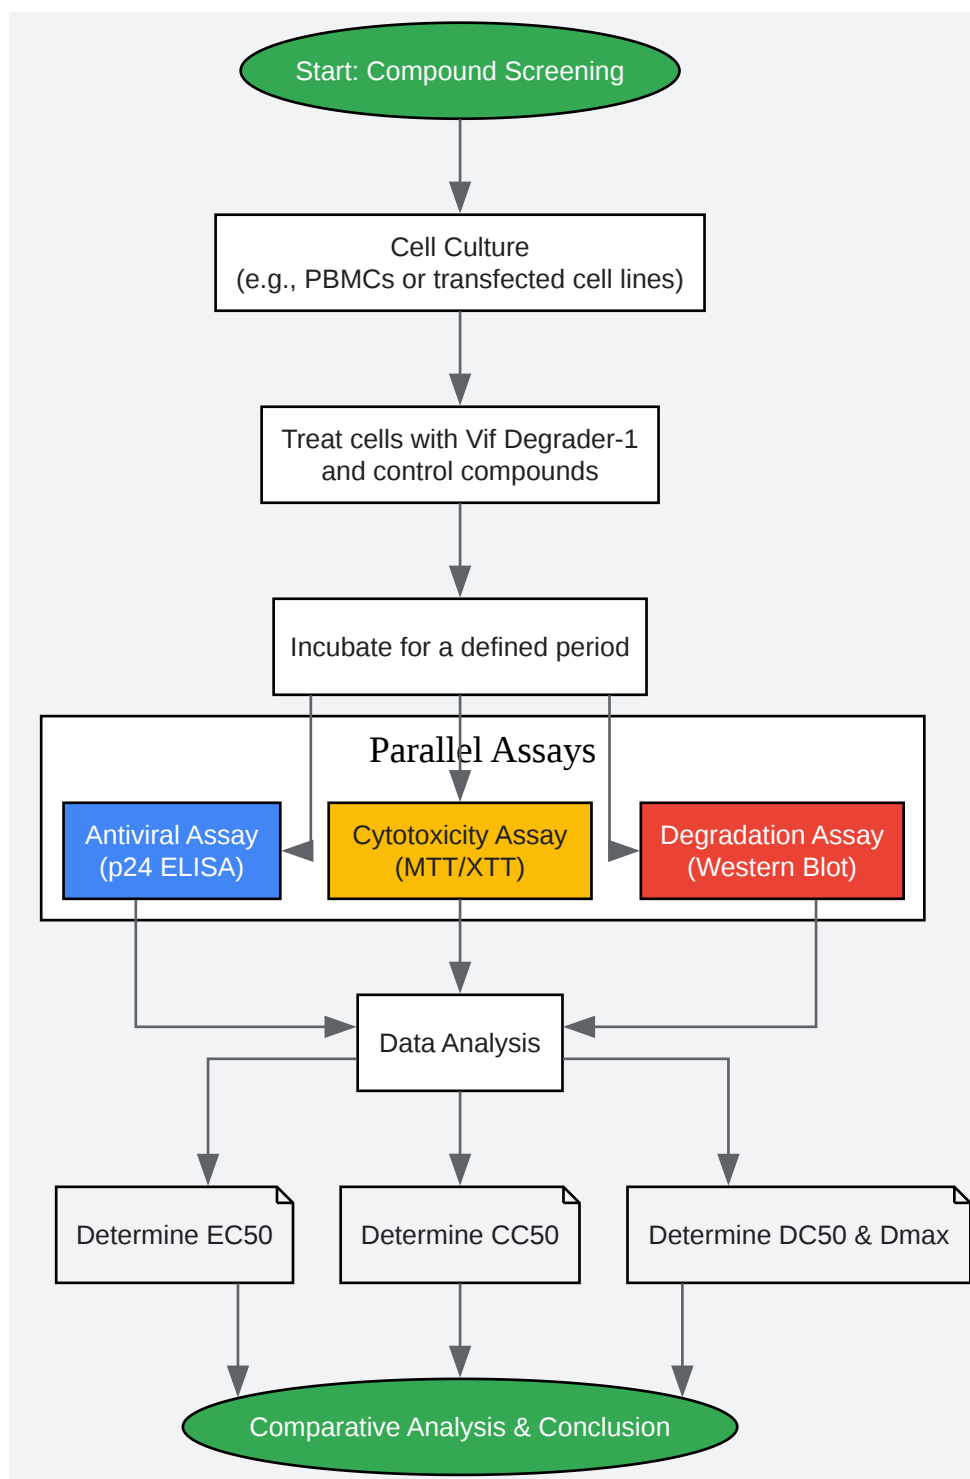 Start: Compound Screening
Cell Culture
(e.g., PBMCs or transfected cell lines)
Treat cells with Vif Degrader-1
and control compounds
Incubate for a defined period
Parallel Assays
Antiviral Assay
(p24 ELISA)
Cytotoxicity Assay
(MTT/XTT)
Degradation Assay
(Western Blot)
Data Analysis
Determine EC50
Determine CC50
Determine DC50 & Dmax
Comparative Analysis & Conclusion